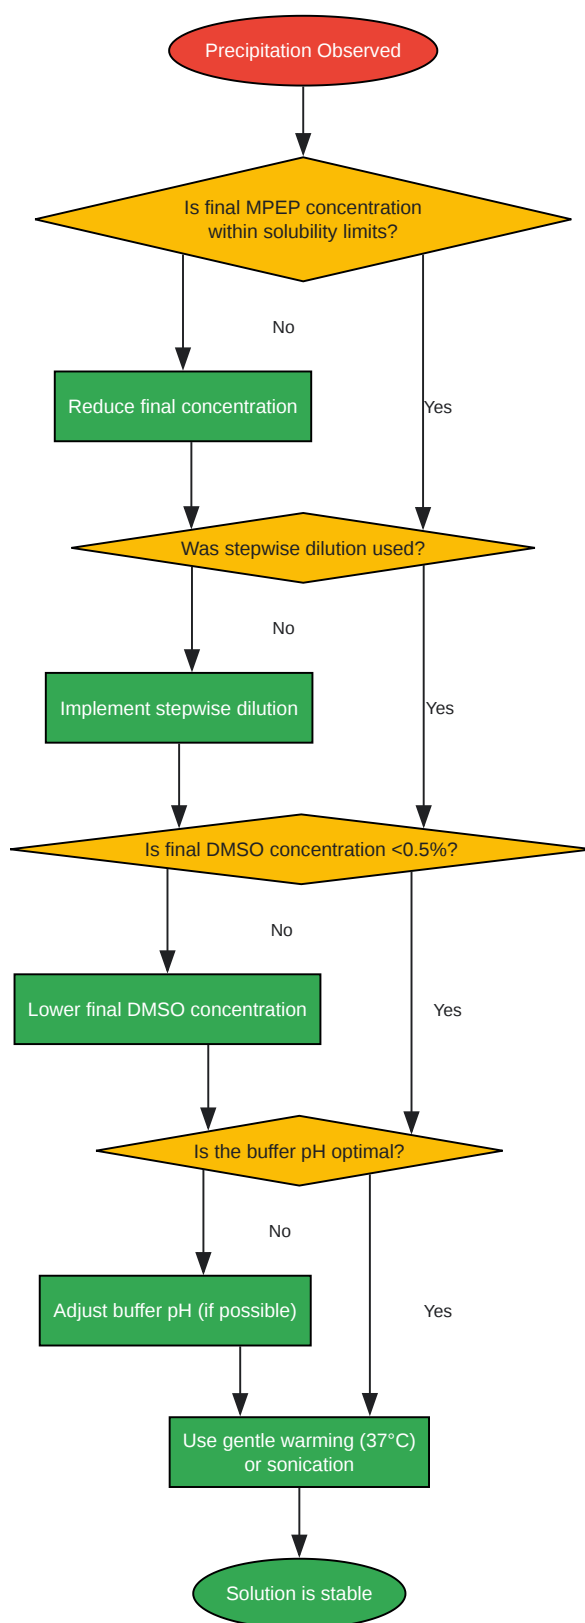 Precipitation Observed
Is final MPEP concentration
within solubility limits?
No
Reduce final concentration
Yes
Was stepwise dilution used?
No
Implement stepwise dilution
Yes
Is final DMSO concentration <0.5%?
No
Lower final DMSO concentration
Yes
Is the buffer pH optimal?
No
Adjust buffer pH (if possible)
Yes
Use gentle warming (37°C)
or sonication
Solution is stable